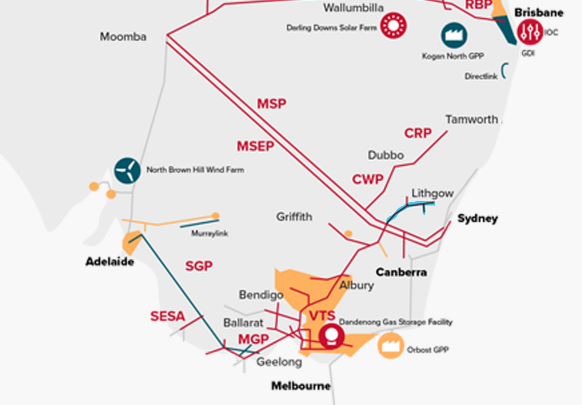 RBP
Wallumbilla
Brisbane
Darling Downs Solar Farm
IOC
Moomba
GDI
Kogan North GPP
Directlink
MSP
Tamworth
CRP
MSEP
Dubbo
North Brown Hill Wind Farm
CWP
Lithgow
Griffith
Sydney
Murraylink
Adelaide
SGP
Canberra
Albury
Bendigo
SESA
VTS
Ballarat
Dandenong Gas Storage Facility
MGP
Orbost GPP
Geelong
Melbourne